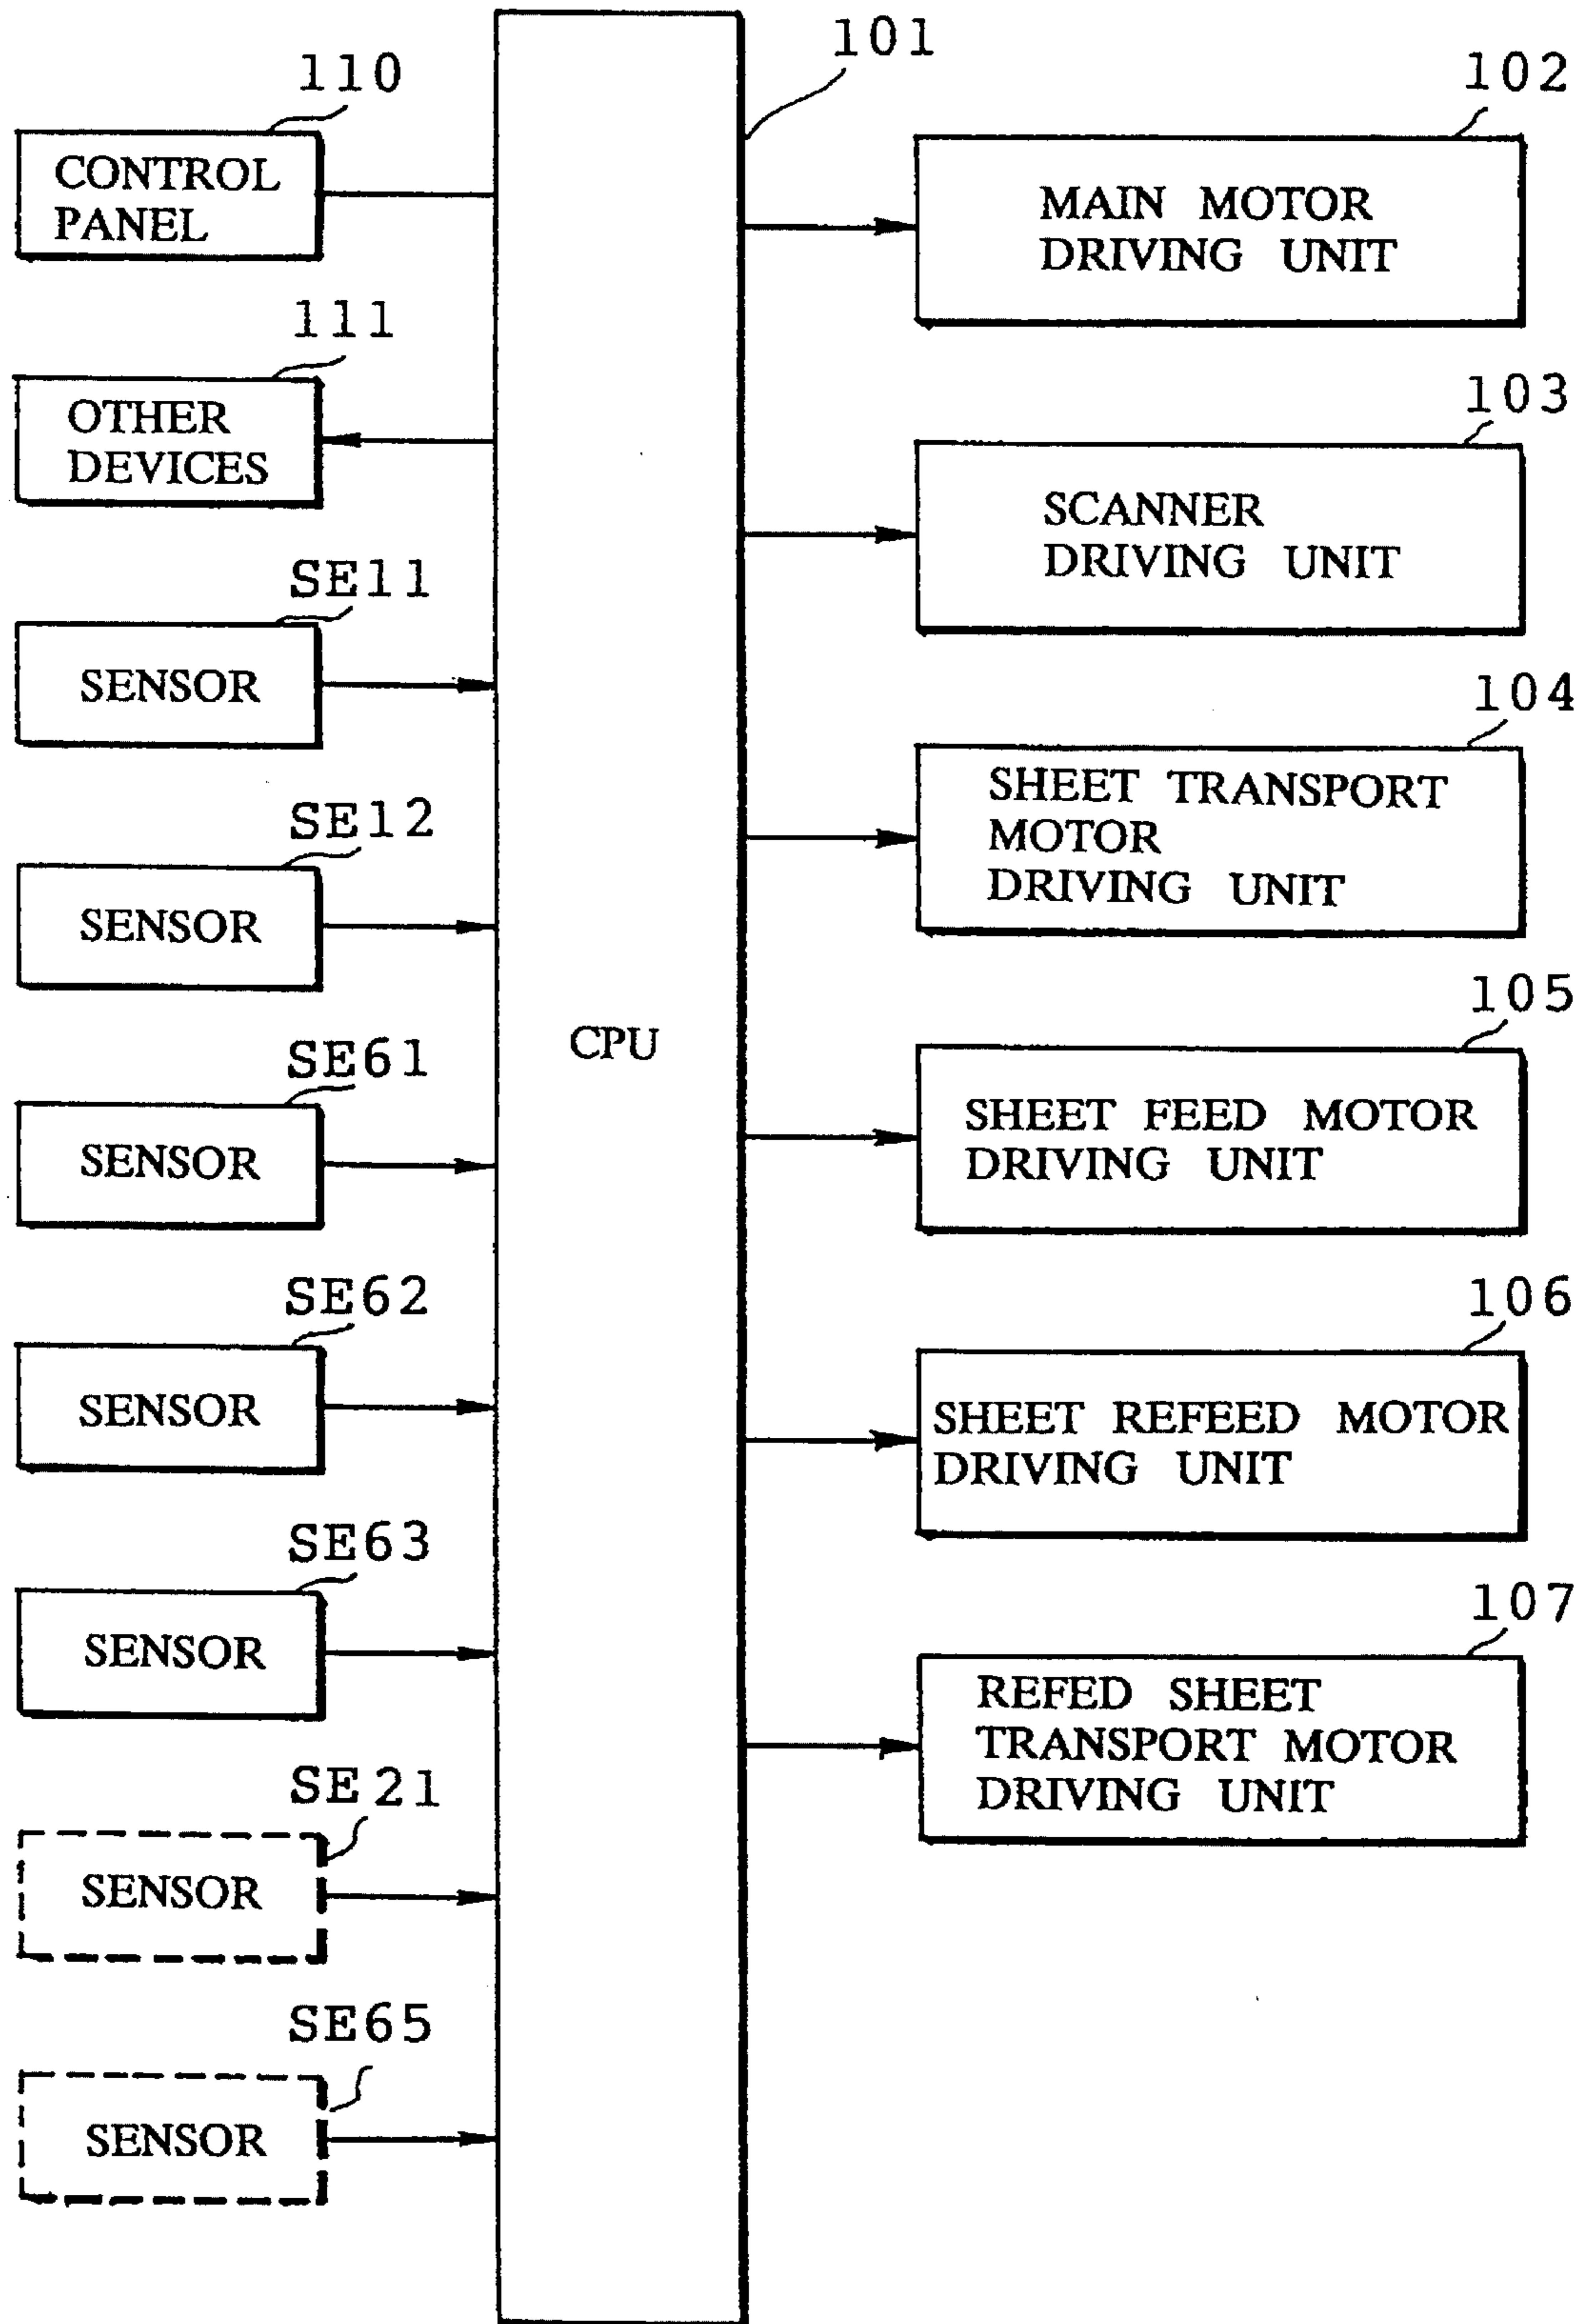 110
CONTROL
PANEL
111
OTHER
DEVICES
SE11
SENSOR
SE12
SENSOR
SE61
SENSOR
SE62
SENSOR
SE63
SENSOR
SE21
SENSOR
SE65
SENSOR
CPU
101
102
MAIN MOTOR
DRIVING UNIT
103
SCANNER
DRIVING UNIT
104
SHEET TRANSPORT
MOTOR
DRIVING UNIT
105
SHEET FEED MOTOR
DRIVING UNIT
106
SHEET REFEED MOTOR
DRIVING UNIT
107
REFED SHEET
TRANSPORT MOTOR
DRIVING UNIT